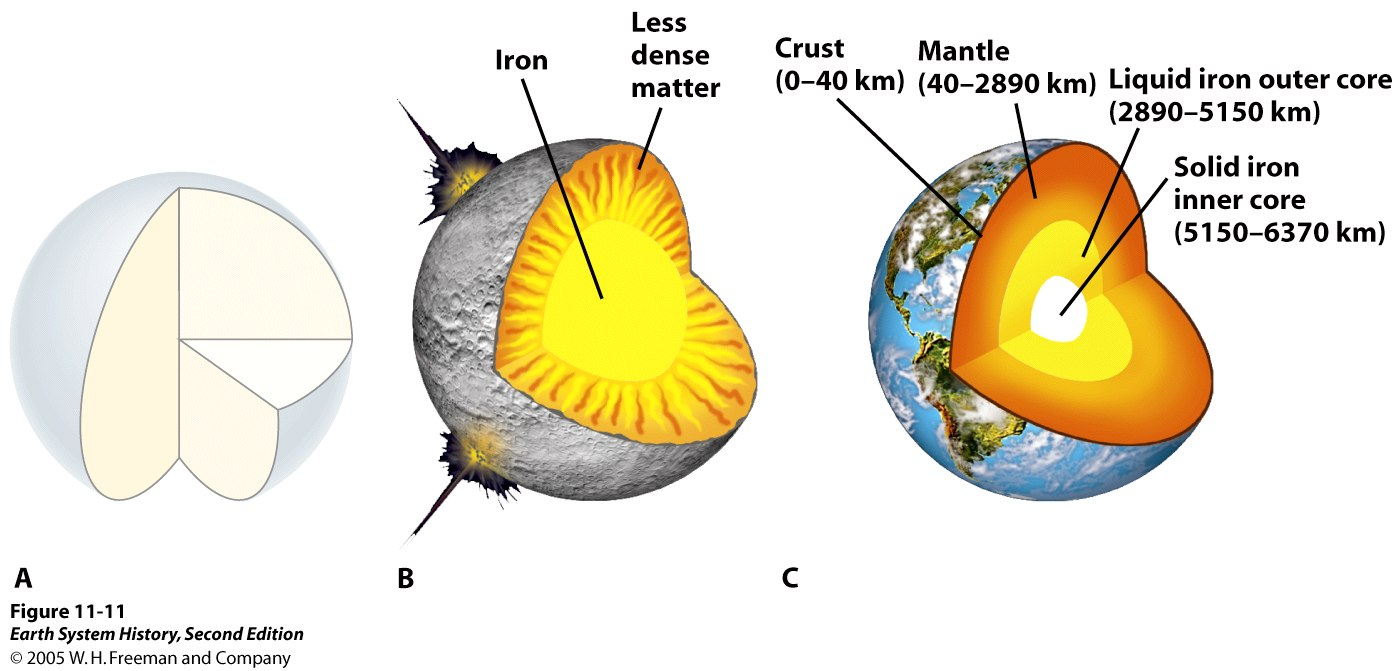 Iron
Less
dense
matter
Crust
(0–40 km)
Mantle
(40–2890 km)
Liquid iron outer core
(2890–5150 km)
Solid iron
inner core
(5150–6370 km)
A
B
C
Figure 11-11
Earth System History, Second Edition
© 2005 W. H. Freeman and Company